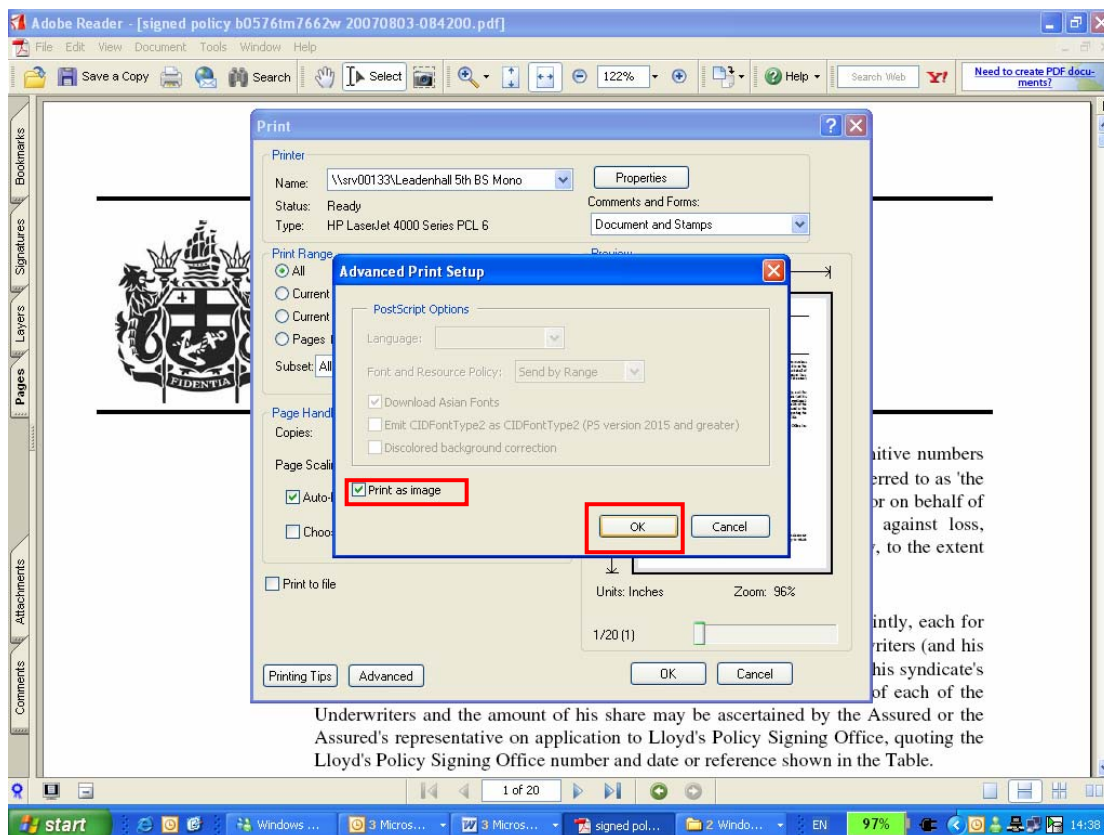 Adobe Reader - [signed policy b0576tm7662w 20070803-084200.pdf]
File Edit View Document Tools Window Help
Save a Copy Search Select 122% Help Search Web Y! Need to create PDF docu-
ments?
Bookmarks
Signatures
Layers
Pages
Attachments
Comments
FIDENTIA
Print
Printer
Name: \\srv00133\Leadenhall 5th BS Mono Properties
Status: Ready Comments and Forms:
Type: HP LaserJet 4000 Series PCL 6 Document and Stamps
Print Range Preview
All
Current
Current
Pages
Subset: All
Page Handl
Copies:
Page Scali
Auto-
Choo
Print to file
Units: Inches Zoom: 96%
1/20 (1)
Printing Tips Advanced OK Cancel
Advanced Print Setup
PostScript Options
Language:
Font and Resource Policy: Send by Range
Download Asian Fonts
Emit CIDFontType2 as CIDFontType2 (PS version 2015 and greater)
Discolored background correction
Print as image
OK Cancel
itive numbers
erred to as 'the
or on behalf of
against loss,
, to the extent
intly, each for
riters (and his
his syndicate's
of each of the
Underwriters and the amount of his share may be ascertained by the Assured or the
Assured's representative on application to Lloyd's Policy Signing Office, quoting the
Lloyd's Policy Signing Office number and date or reference shown in the Table.
1 of 20
start Windows ... 3 Micros... 3 Micros... signed pol... 2 Windo... EN 97% 14:38